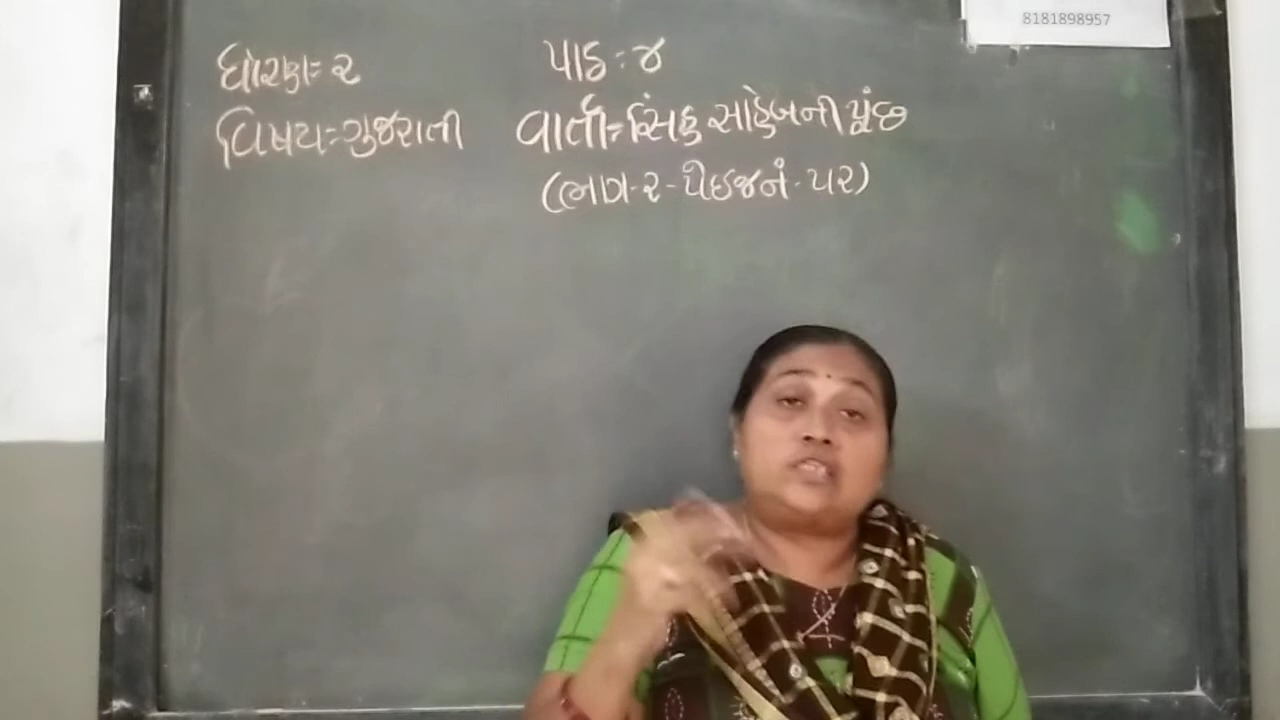 8181898957
ધોરણ:- ૨
પાઠ : ૪
વિષય:- ગુજરાતી
વાર્તા:- સિંહ સાહેબની પૂંછ
(ભાગ-૨- પેઇજનં- ૫૨)